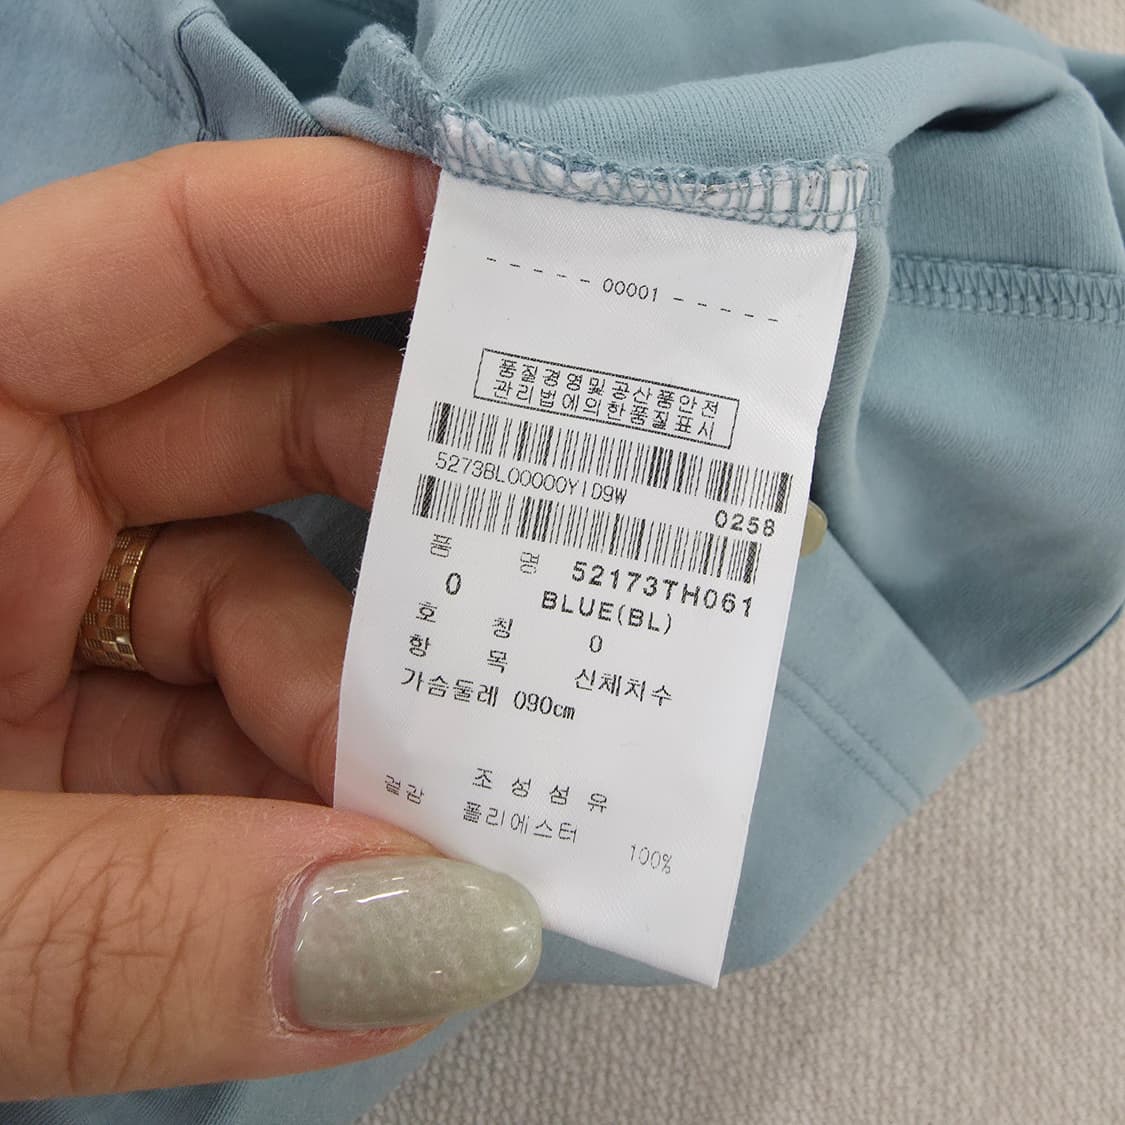 - - - - - 00001 - - - - -
품질경영및공산품안전
관리법에의한품질표시
5273BL00000YID9W
0258
품 명 52173TH061
0 BLUE(BL)
호 칭 0
항 목 신체치수
가슴둘레 090cm
조 성 섬 유
겉감 폴리에스터 100%